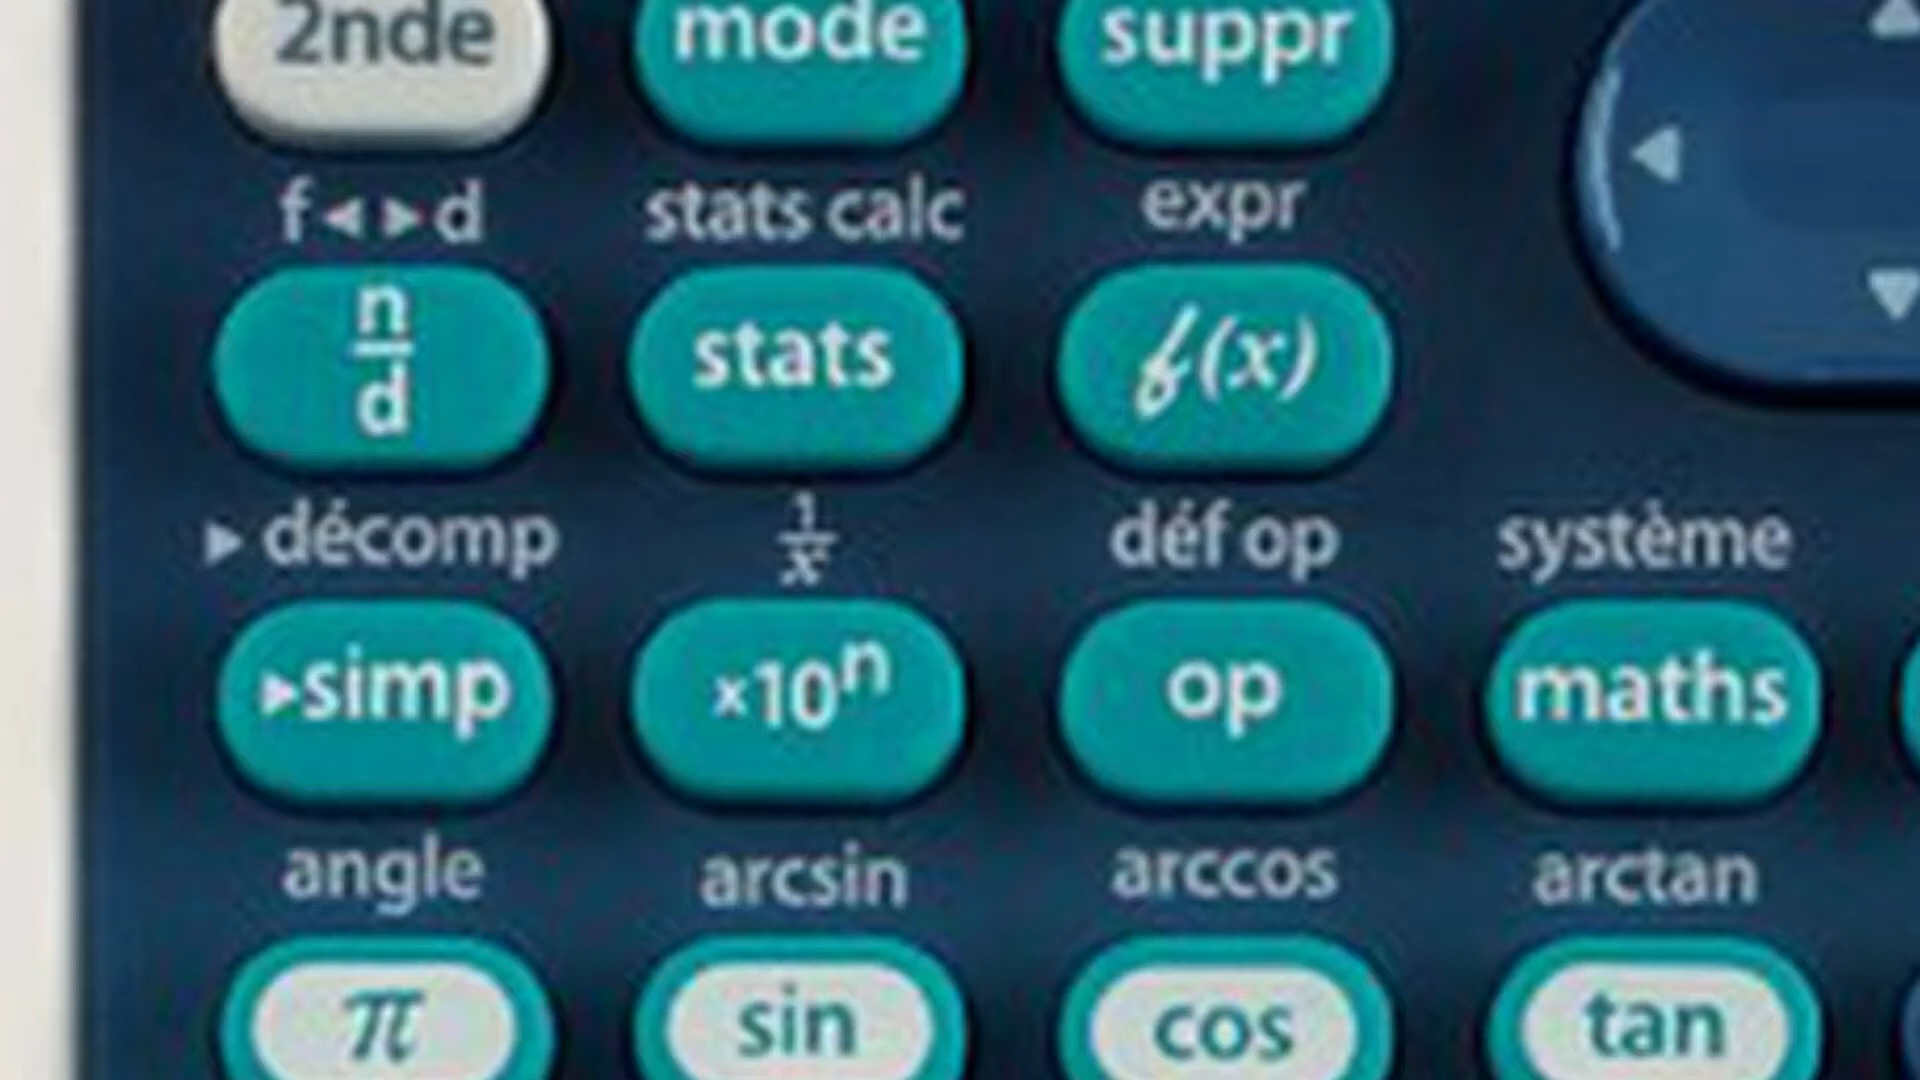 2nde mode suppr
f◄►d stats calc expr
n/d stats f(x)
►décomp 1/x déf op système
►simp ×10ⁿ op maths
angle arcsin arccos arctan
π sin cos tan